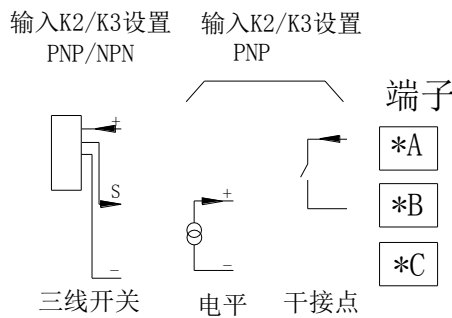 输入K2/K3设置 输入K2/K3设置
PNP/NPN PNP
端子
+
*A
S
+
*B
-
-
*C
三线开关 电平 干接点